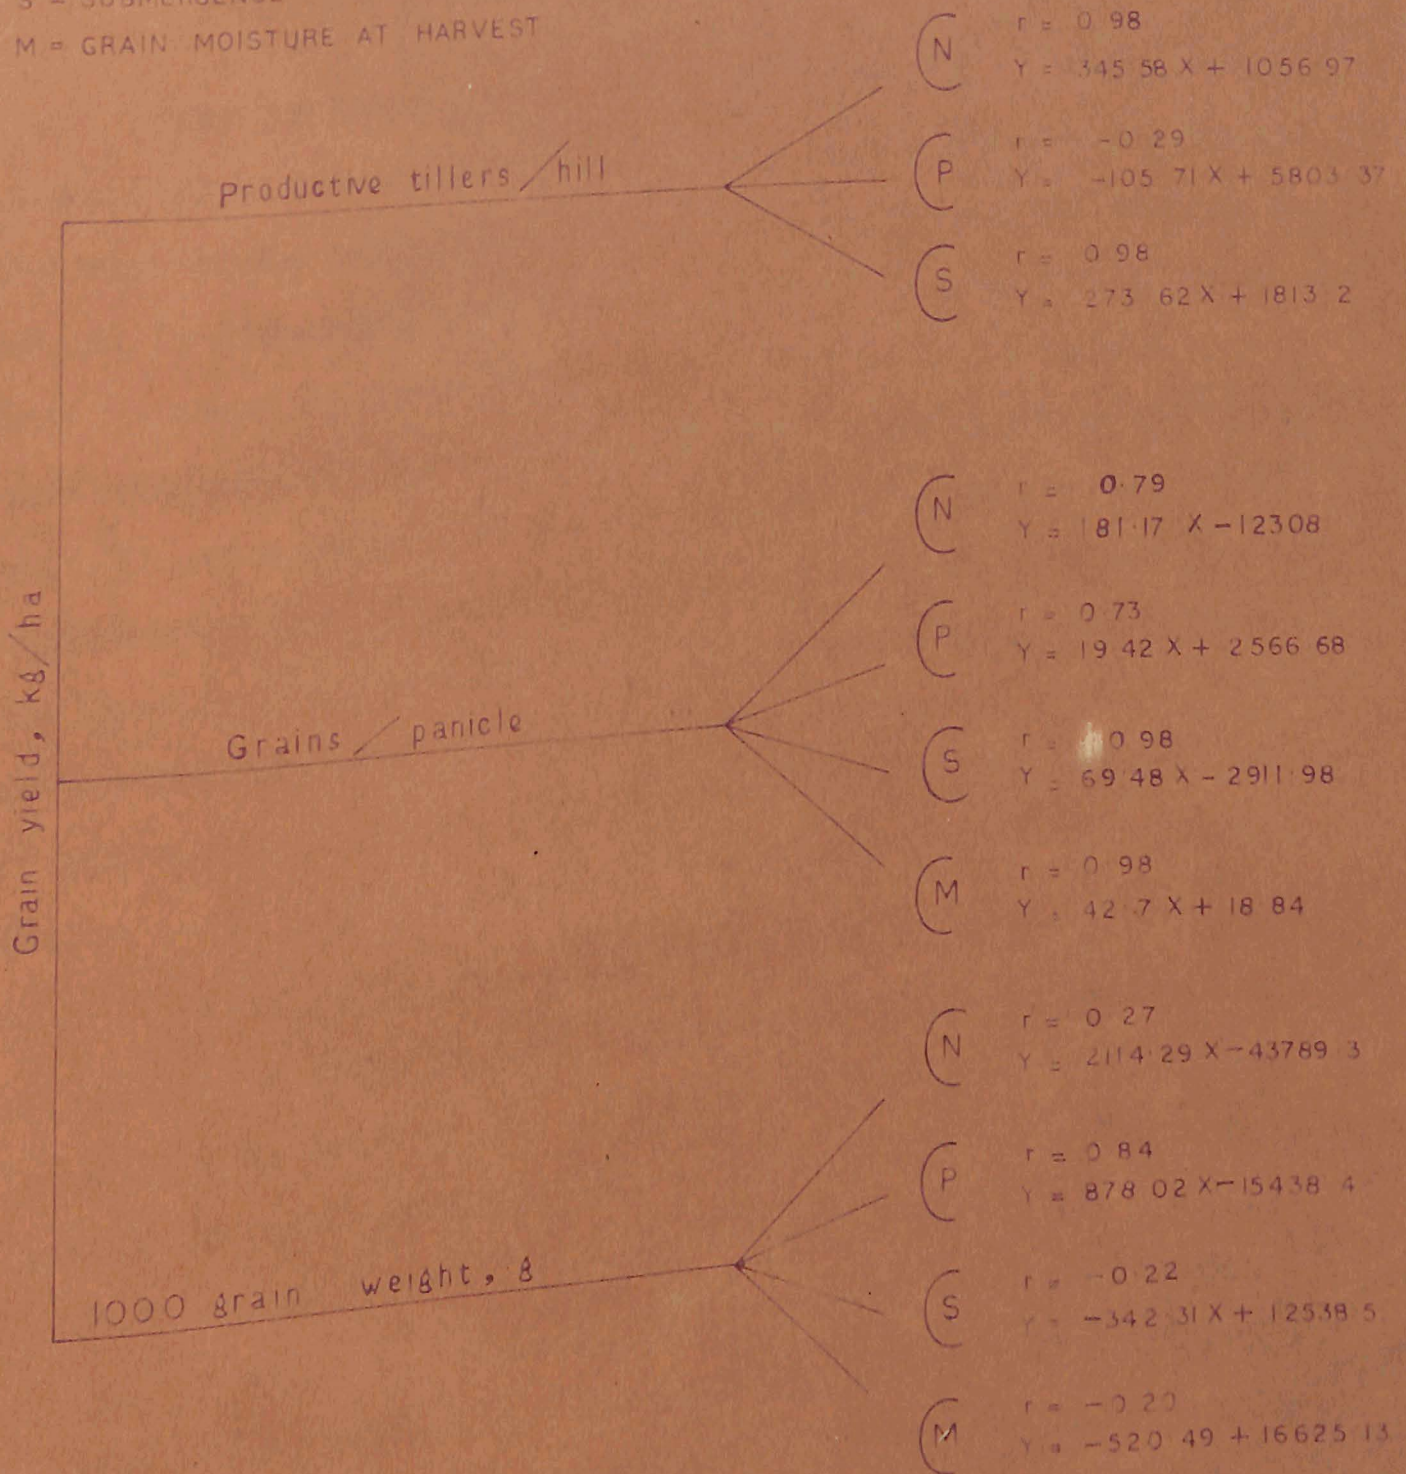 S = SUBMERGENCE
M = GRAIN MOISTURE AT HARVEST
Grain yield, kg/ha
Productive tillers/hill
N r = 0.98
Y = 345.58 X + 1056.97
P r = -0.29
Y = -105.71 X + 5803.37
S r = 0.98
Y = 273.62 X + 1813.2
Grains/panicle
N r = 0.79
Y = 181.17 X - 12308
P r = 0.73
Y = 19.42 X + 2566.68
S r = 0.98
Y = 69.48 X - 2911.98
M r = 0.98
Y = 42.7 X + 18.84
1000 grain weight, g
N r = 0.27
Y = 2114.29 X - 43789.3
P r = 0.84
Y = 878.02 X - 15438.4
S r = -0.22
Y = -342.31 X + 12538.5
M r = -0.20
Y = -520.49 + 16625.13